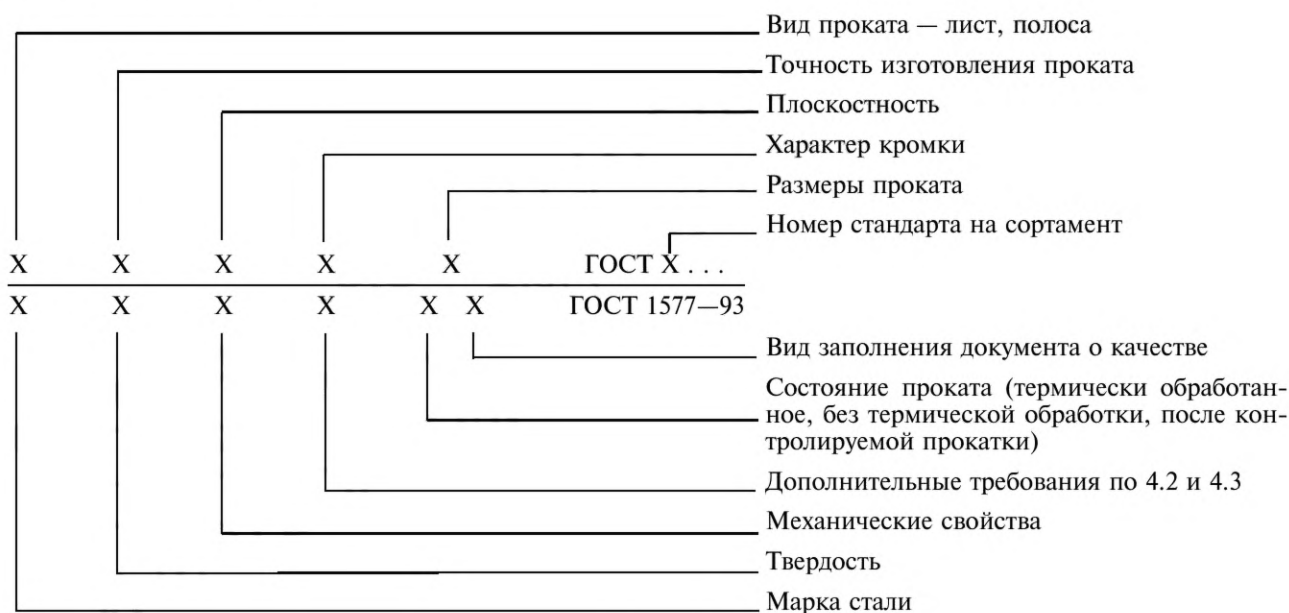 Вид проката — лист, полоса
Точность изготовления проката
Плоскостность
Характер кромки
Размеры проката
Номер стандарта на сортамент
X X X X X ГОСТ X . . .
X X X X X X ГОСТ 1577—93
Вид заполнения документа о качестве
Состояние проката (термически обработан-
ное, без термической обработки, после кон-
тролируемой прокатки)
Дополнительные требования по 4.2 и 4.3
Механические свойства
Твердость
Марка стали